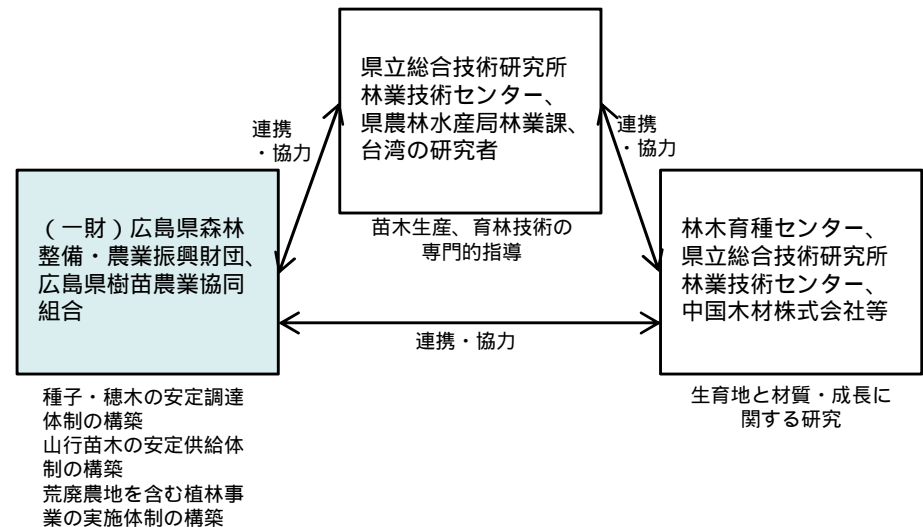 県立総合技術研究所
林業技術センター、
県農林水産局林業課、
台湾の研究者
連携
・協力
連携
・協力
苗木生産、育林技術の
専門的指導
（一財）広島県森林
整備・農業振興財団、
広島県樹苗農業協同
組合
林木育種センター、
県立総合技術研究所
林業技術センター、
中国木材株式会社等
連携・協力
種子・穂木の安定調達
体制の構築
山行苗木の安定供給体
制の構築
荒廃農地を含む植林事
業の実施体制の構築
生育地と材質・成長に
関する研究